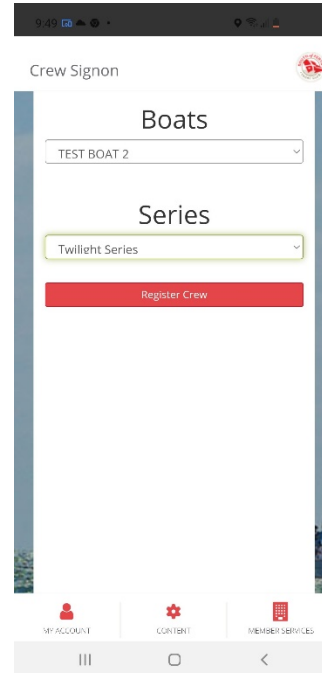 9:49
Crew Signon
Boats
TEST BOAT 2
Series
Twilight Series
Register Crew
MY ACCOUNT CONTENT MEMBER SERVICES